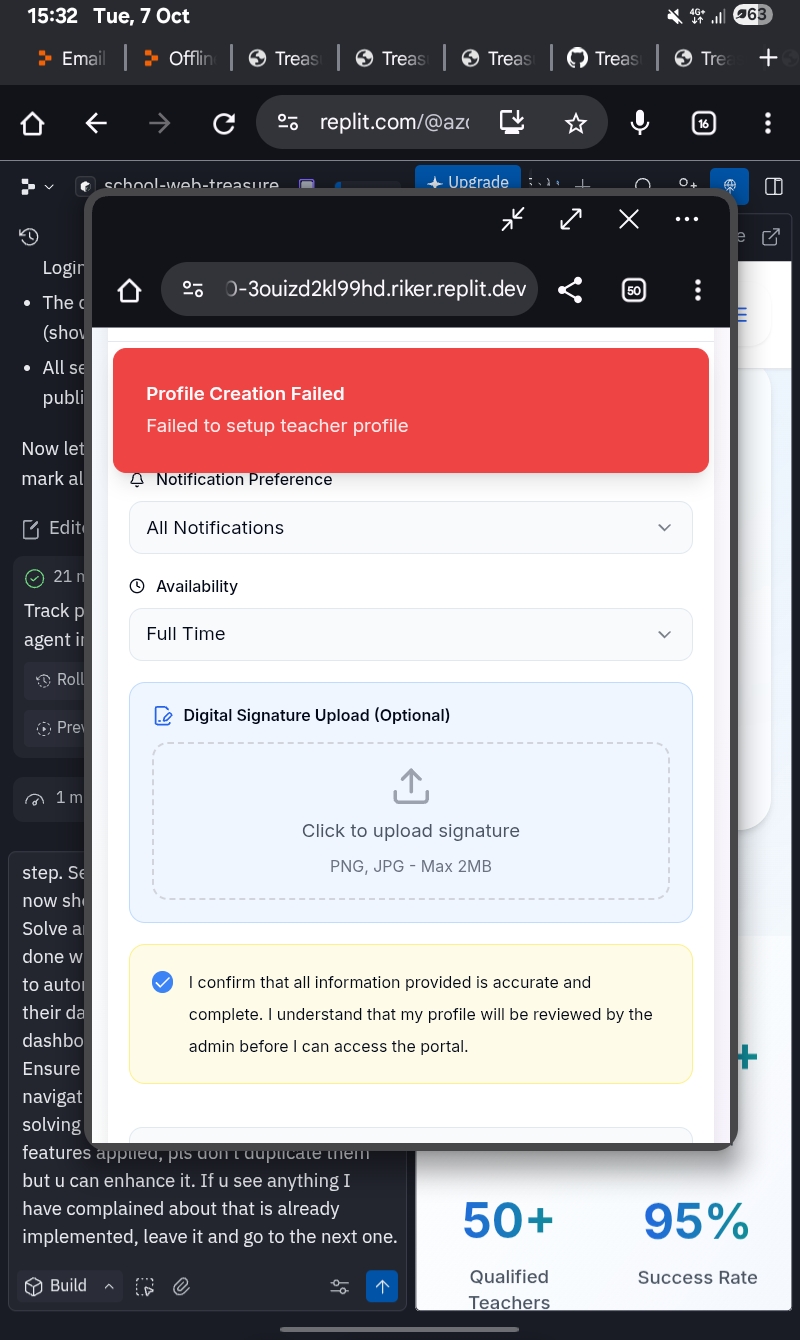 15:32 Tue, 7 Oct
4G+
63
Email
Offlin
Treas
Treas
Treas
Treas
Trea
replit.com/@azo
16
school-web-treasure
Upgrade
e
Login
• The
(show
• All se
publi
Now let
mark al
Edite
21 m
Track p
agent in
Roll
Prev
1 m
-3ouizd2kl99hd.riker.replit.dev
50
Profile Creation Failed
Failed to setup teacher profile
Notification Preference
All Notifications
Availability
Full Time
Digital Signature Upload (Optional)
Click to upload signature
PNG, JPG - Max 2MB
I confirm that all information provided is accurate and
complete. I understand that my profile will be reviewed by the
admin before I can access the portal.
step. Se
now sho
Solve a
done w
to auto
their da
dashbo
Ensure
navigat
solving
features applied, pls don't duplicate them
but u can enhance it. If u see anything I
have complained about that is already
implemented, leave it and go to the next one.
Build
+
50+
95%
Qualified
Teachers
Success Rate